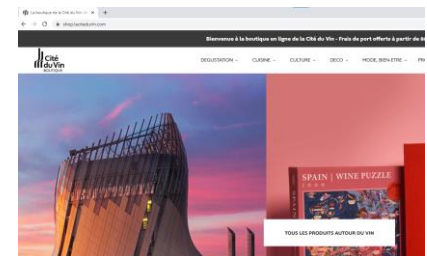 La boutique de la Cité du Vin
shop.laciteduvin.com
Bienvenue à la boutique en ligne de la Cité du Vin - Frais de port offerts à partir de
Cité
du Vin
BOUTIQUE
DEGUSTATION
CUISINE
CULTURE
DECO
MODE, BIEN-ETRE
SPAIN | WINE PUZZLE
TOUS LES PRODUITS AUTOUR DU VIN